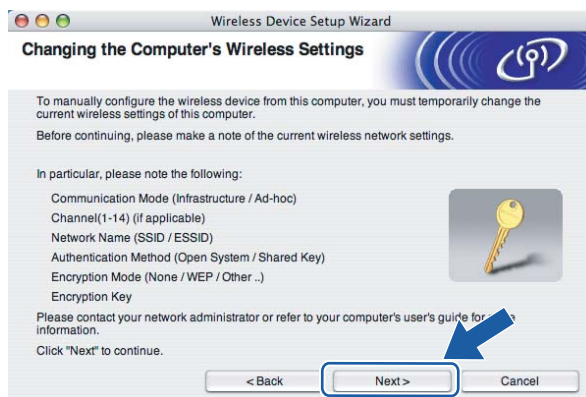 Wireless Device Setup Wizard
Changing the Computer's Wireless Settings
To manually configure the wireless device from this computer, you must temporarily change the
current wireless settings of this computer.
Before continuing, please make a note of the current wireless network settings.
In particular, please note the following:
Communication Mode (Infrastructure / Ad-hoc)
Channel(1-14) (if applicable)
Network Name (SSID / ESSID)
Authentication Method (Open System / Shared Key)
Encryption Mode (None / WEP / Other ..)
Encryption Key
Please contact your network administrator or refer to your computer's user's guide for
information.
Click "Next" to continue.
< Back Next > Cancel